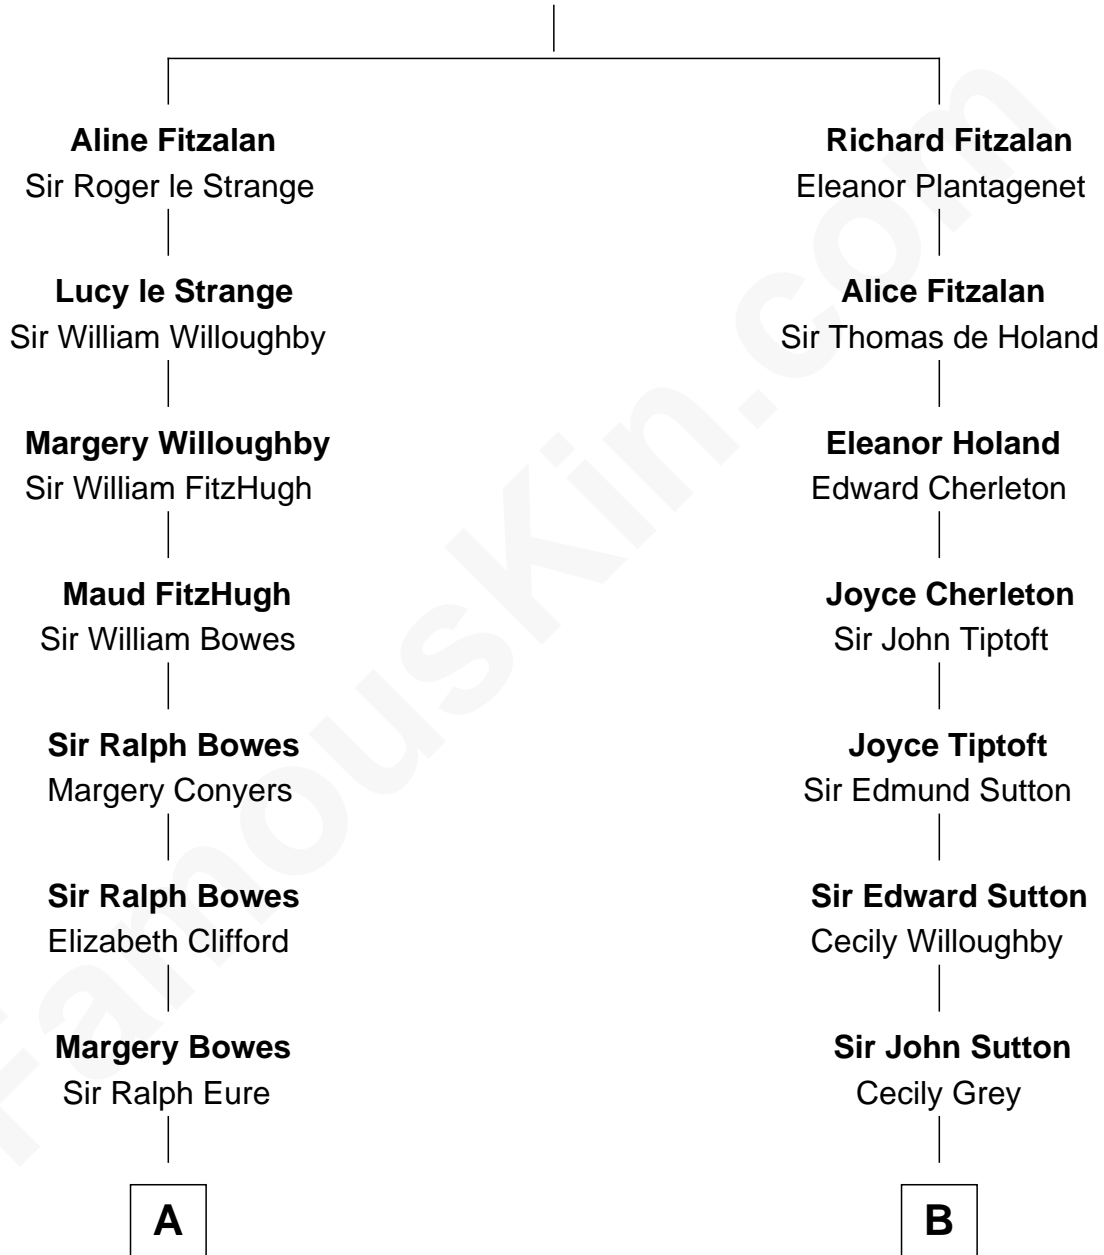 Aline Fitzalan
Sir Roger le Strange
Lucy le Strange
Sir William Willoughby
Margery Willoughby
Sir William FitzHugh
Maud FitzHugh
Sir William Bowes
Sir Ralph Bowes
Margery Conyers
Sir Ralph Bowes
Elizabeth Clifford
Margery Bowes
Sir Ralph Eure
A
Richard Fitzalan
Eleanor Plantagenet
Alice Fitzalan
Sir Thomas de Holand
Eleanor Holand
Edward Cherleton
Joyce Cherleton
Sir John Tiptoft
Joyce Tiptoft
Sir Edmund Sutton
Sir Edward Sutton
Cecily Willoughby
Sir John Sutton
Cecily Grey
B
FamousKin.com